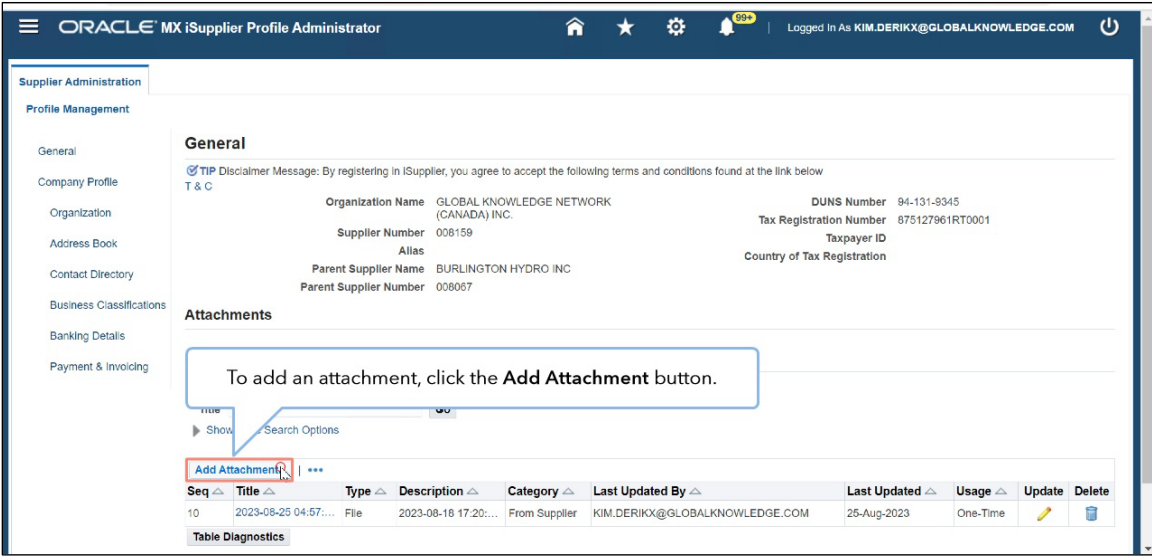 ORACLE MX iSupplier Profile Administrator
99+
Logged In As KIM.DERIKX@GLOBALKNOWLEDGE.COM
Supplier Administration
Profile Management
General
Company Profile
Organization
Address Book
Contact Directory
Business Classifications
Banking Details
Payment & Invoicing
General
TIP Disclaimer Message: By registering in iSupplier, you agree to accept the following terms and conditions found at the link below
T & C
Organization Name GLOBAL KNOWLEDGE NETWORK
(CANADA) INC.
Supplier Number 008159
Alias
Parent Supplier Name BURLINGTON HYDRO INC
Parent Supplier Number 008067
DUNS Number 94-131-9345
Tax Registration Number 875127961RT0001
Taxpayer ID
Country of Tax Registration
Attachments
To add an attachment, click the Add Attachment button.
Title Go
Show Search Options
Add Attachment | •••
Seq Title Type Description Category Last Updated By Last Updated Usage Update Delete
10 2023-08-25 04:57:... File 2023-08-18 17:20:... From Supplier KIM.DERIKX@GLOBALKNOWLEDGE.COM 25-Aug-2023 One-Time
Table Diagnostics